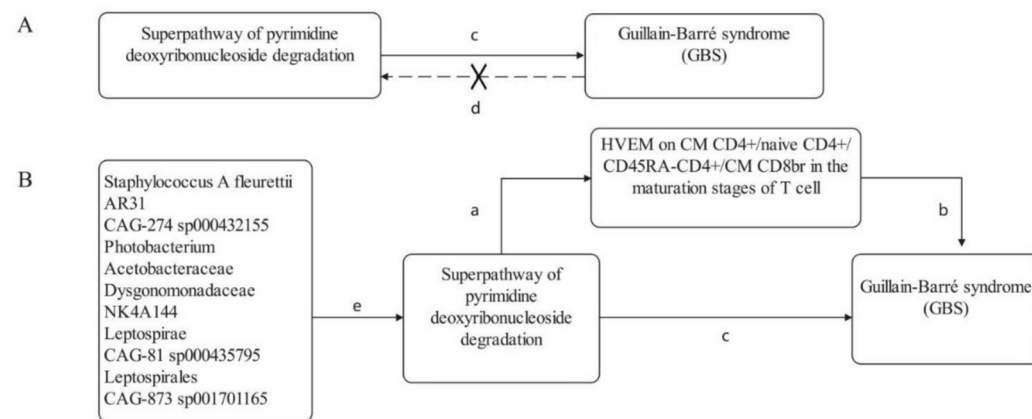 A
Superpathway of pyrimidine
deoxyribonucleoside degradation
c
Guillain-Barré syndrome
(GBS)
X
d
B
Staphylococcus A fleurettii
AR31
CAG-274 sp000432155
Photobacterium
Acetobacteraceae
Dysgonomonadaceae
NK4A144
Leptospirae
CAG-81 sp000435795
Leptospirales
CAG-873 sp001701165
e
a
HVEM on CM CD4+/naive CD4+/
CD45RA-CD4+/CM CD8br in the
maturation stages of T cell
b
Superpathway of
pyrimidine
deoxyribonucleoside
degradation
c
Guillain-Barré syndrome
(GBS)